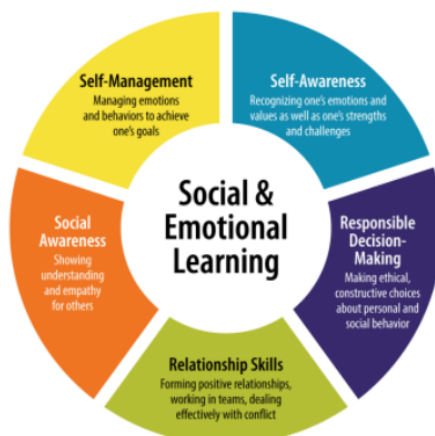 Self-Management
Managing emotions
and behaviors to achieve
one's goals
Self-Awareness
Recognizing one's emotions and
values as well as one's strengths
and challenges
Social &
Emotional
Learning
Social
Awareness
Showing
understanding
and empathy
for others
Responsible
Decision-
Making
Making ethical,
constructive choices
about personal and
social behavior
Relationship Skills
Forming positive relationships,
working in teams, dealing
effectively with conflict